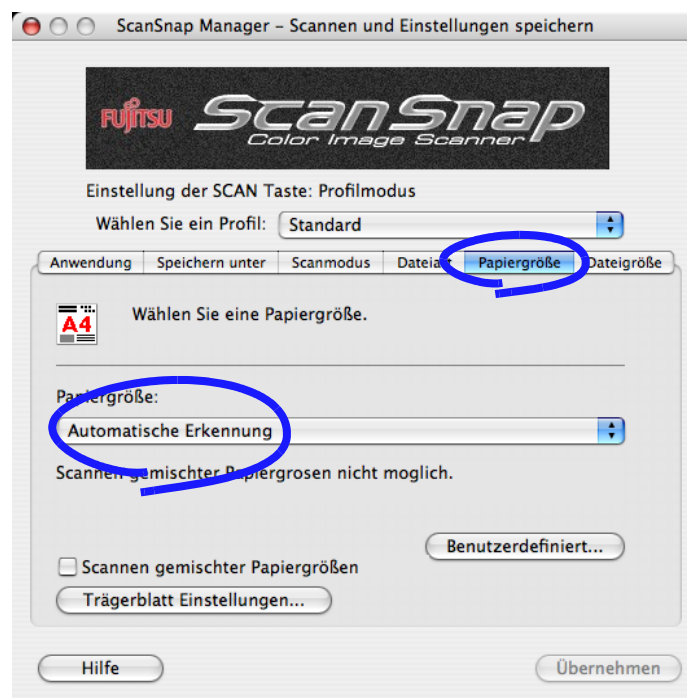 ScanSnap Manager – Scannen und Einstellungen speichern
FUJITSU ScanSnap
Color Image Scanner
Einstellung der SCAN Taste: Profilmodus
Wählen Sie ein Profil: Standard
Anwendung Speichern unter Scanmodus Dateiart Papiergröße Dateigröße
A4 Wählen Sie eine Papiergröße.
Papiergröße:
Automatische Erkennung
Scannen gemischter Papiergrosen nicht moglich.
Benutzerdefiniert...
Scannen gemischter Papiergrößen
Trägerblatt Einstellungen...
Hilfe Übernehmen